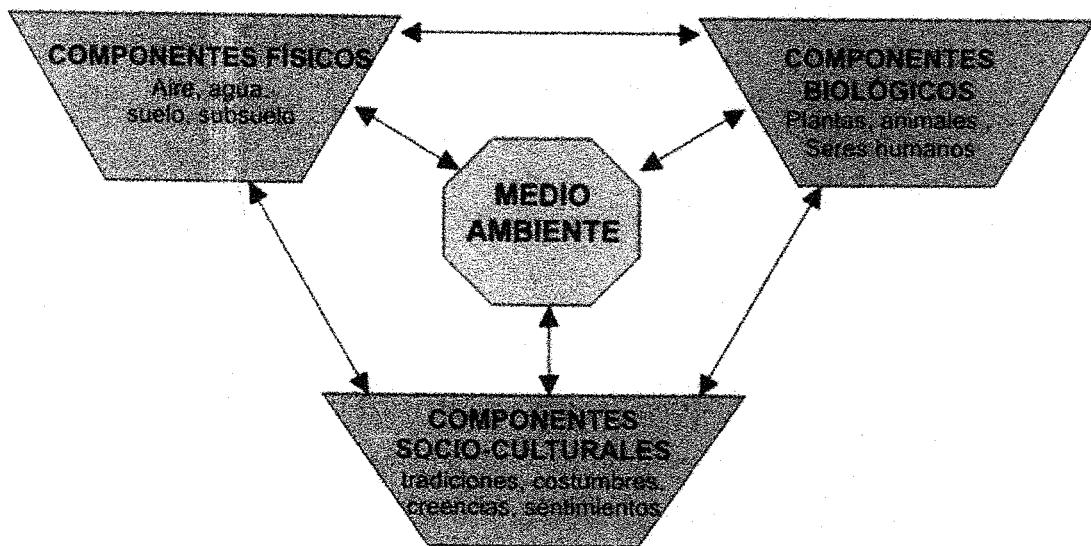 COMPONENTES FÍSICOS
Aire, agua,
suelo, subsuelo
COMPONENTES
BIOLÓGICOS
Plantas, animales,
Seres humanos
MEDIO
AMBIENTE
COMPONENTES
SOCIO-CULTURALES
tradiciones, costumbres,
creencias, sentimientos